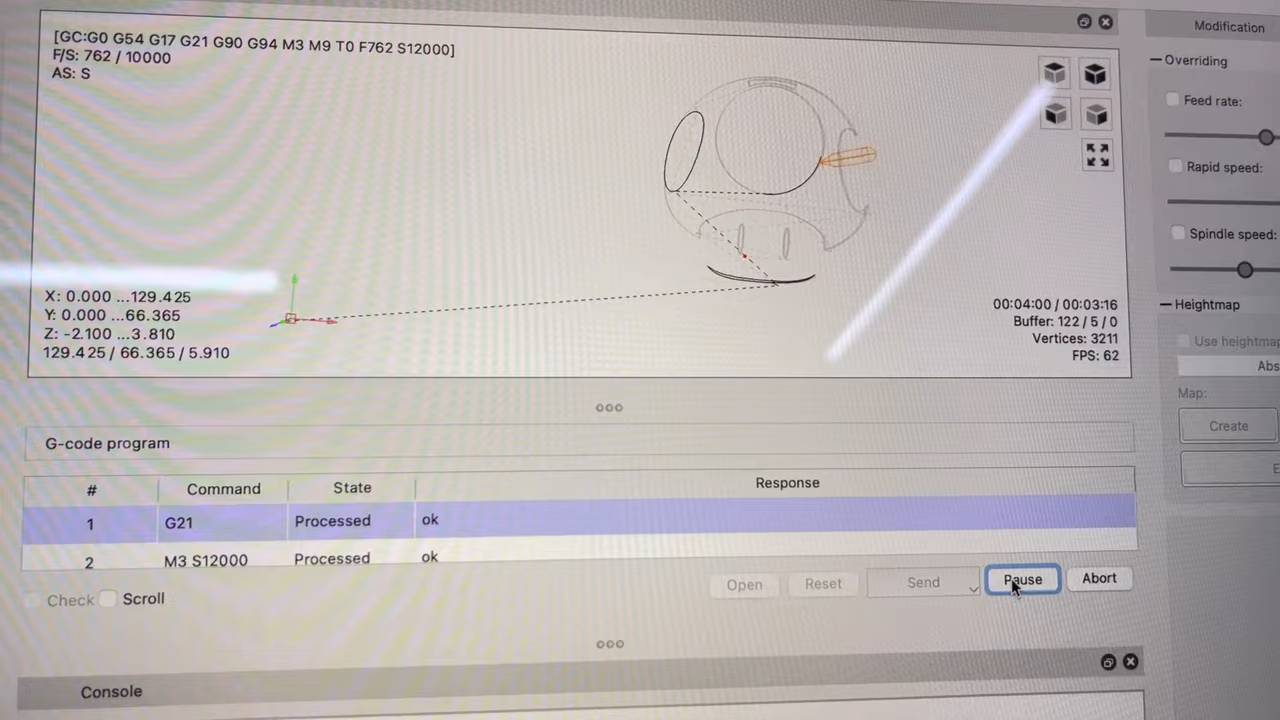 [GC:G0 G54 G17 G21 G90 G94 M3 M9 T0 F762 S12000]
F/S: 762 / 10000
AS: S
X: 0.000 ...129.425
Y: 0.000 ...66.365
Z: -2.100 ...3.810
129.425 / 66.365 / 5.910
00:04:00 / 00:03:16
Buffer: 122 / 5 / 0
Vertices: 3211
FPS: 62
G-code program
# Command State Response
1 G21 Processed ok
2 M3 S12000 Processed ok
Check Scroll Open Reset Send Pause Abort
Console
Modification
Overriding
Feed rate:
Rapid speed:
Spindle speed:
Heightmap
Use heightmap
Abs
Map:
Create
E